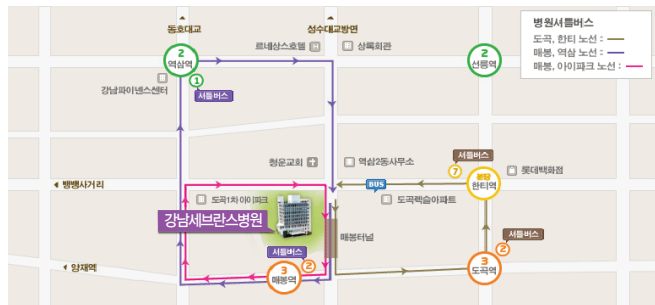 동호대교
성수대교방면
병원셔틀버스
도곡, 한티 노선 :
매봉, 역삼 노선 :
매봉, 아이파크 노선 :
르네상스호텔
상록회관
2
역삼역
2
선릉역
1
강남파이낸스센터
셔틀버스
청운교회
역삼2동사무소
셔틀버스
7
분당
한티역
롯데백화점
뱅뱅사거리
BUS
도곡1차 아이파크
도곡렉슬아파트
강남세브란스병원
매봉터널
셔틀버스
셔틀버스
양재역
3
매봉역
2
3
도곡역
2